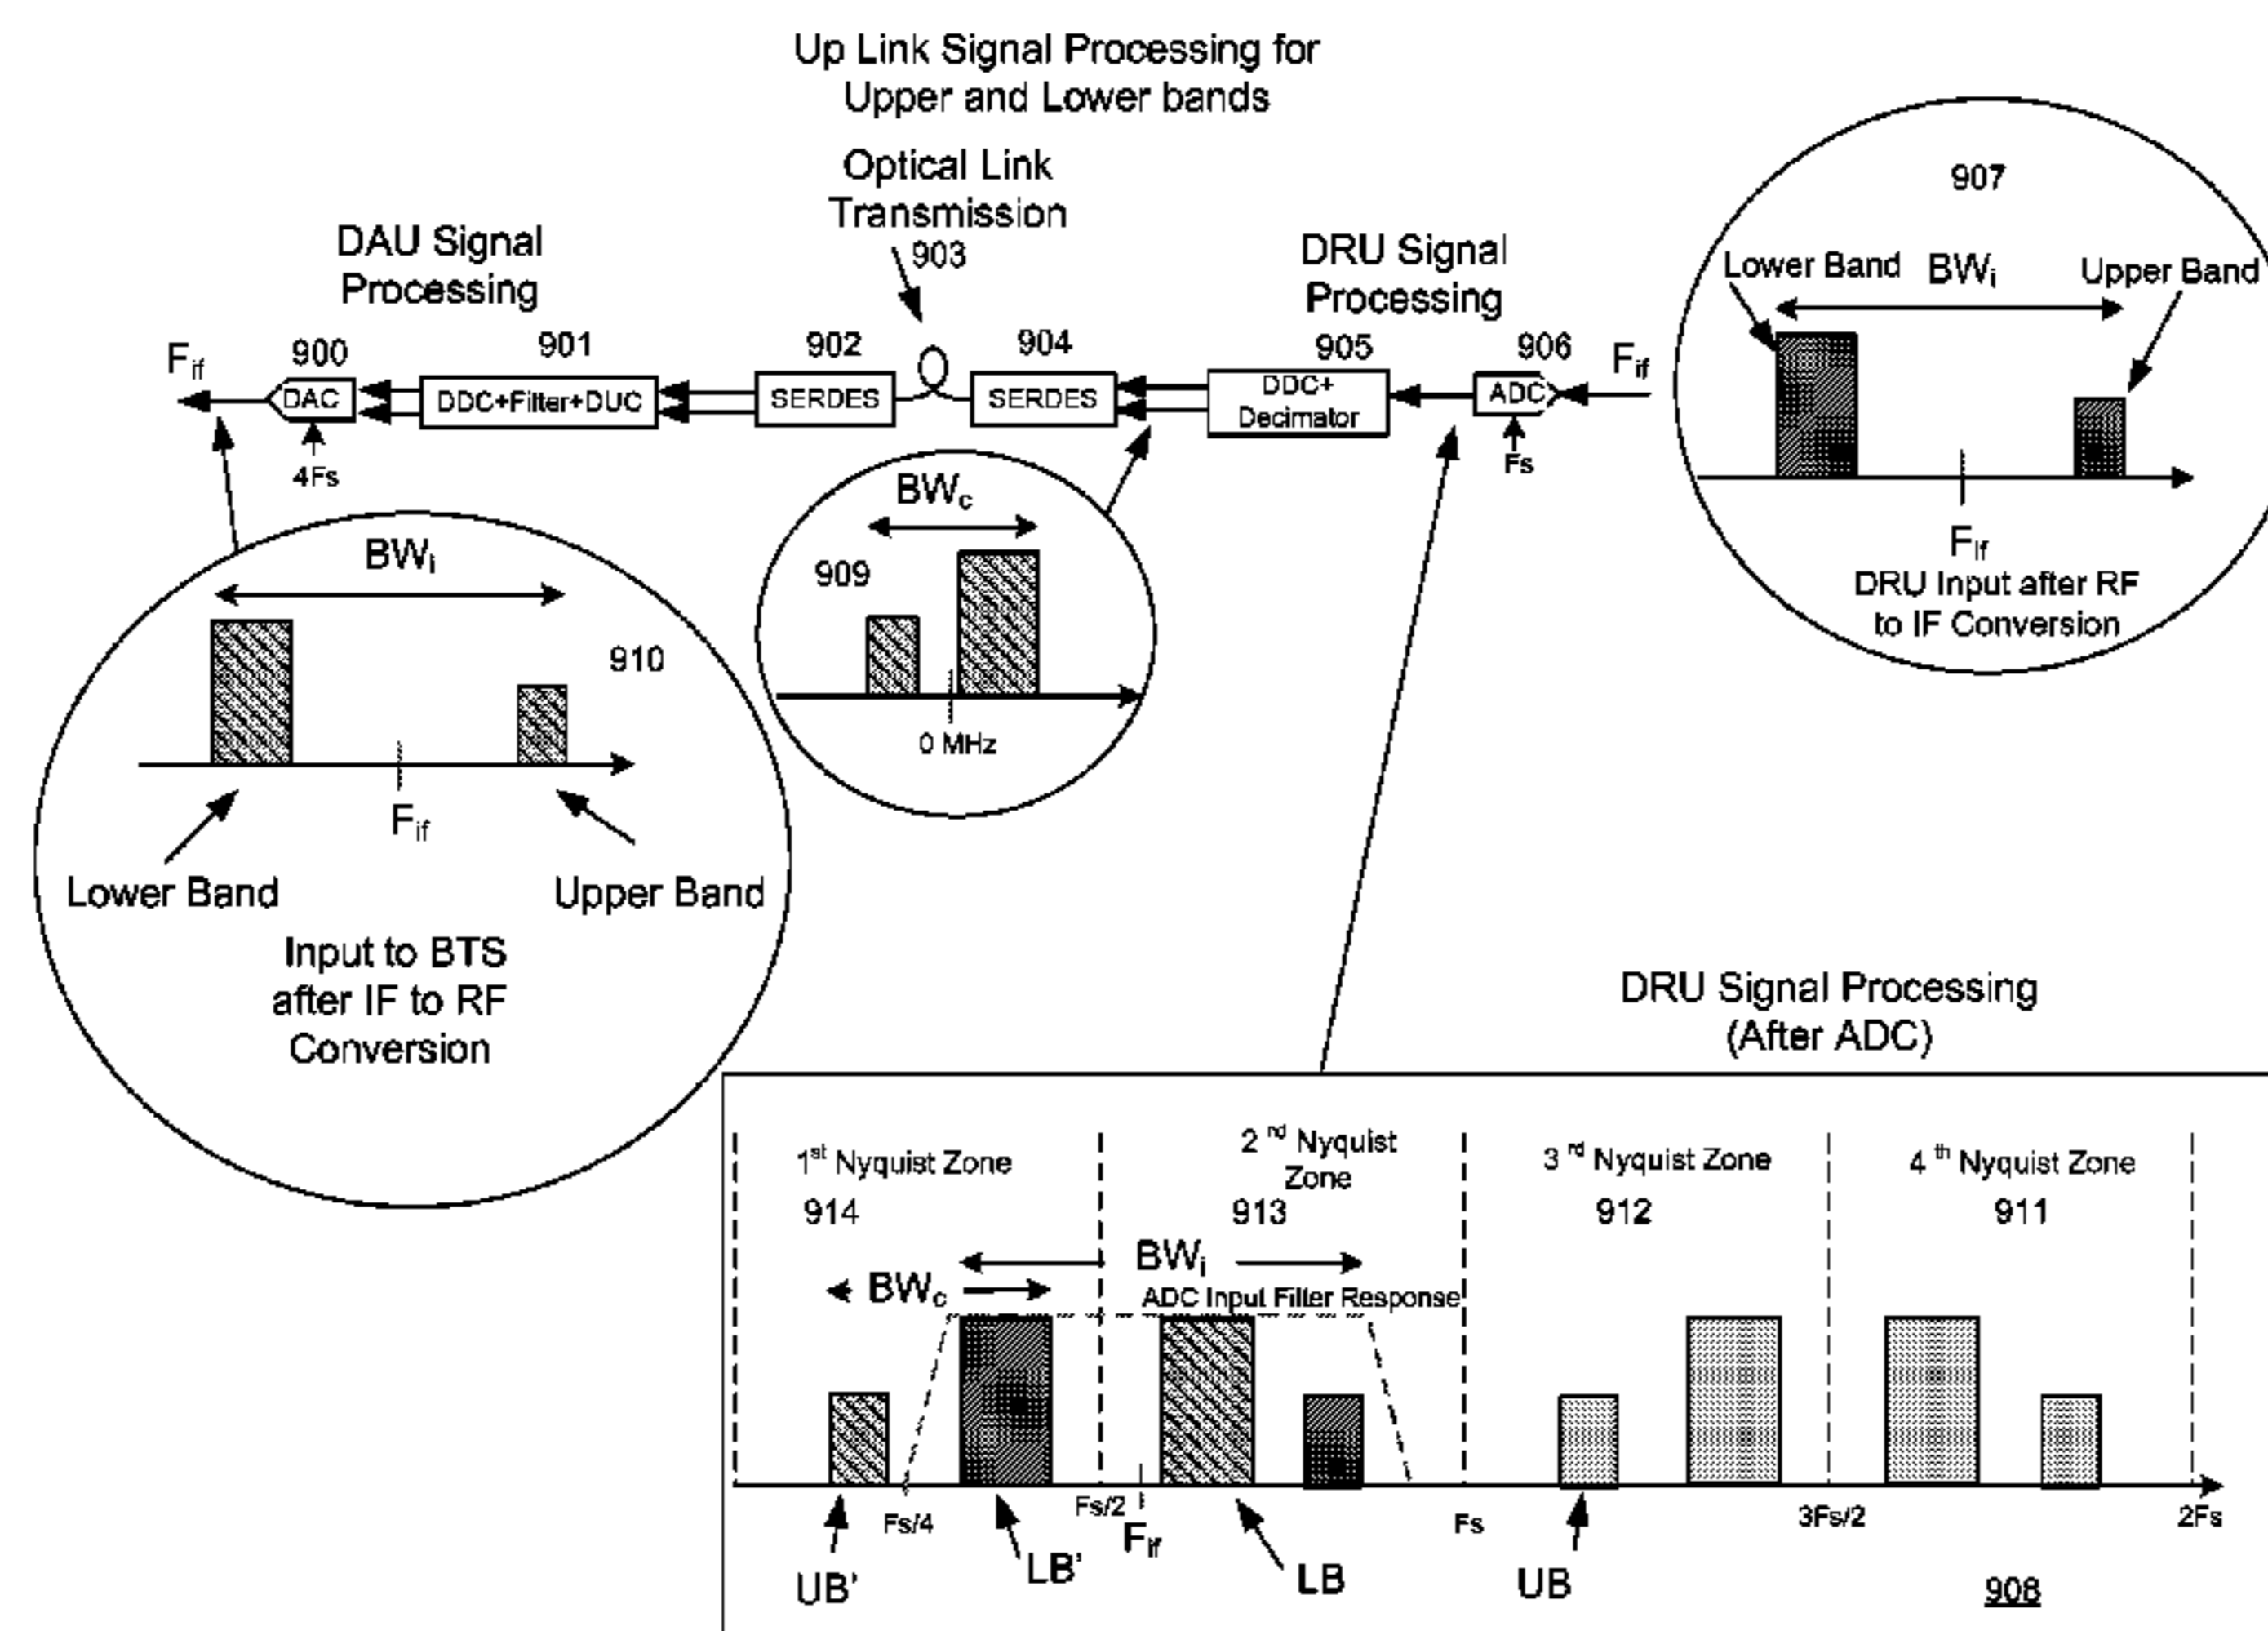 Up Link Signal Processing for
Upper and Lower bands
Optical Link
Transmission
903
DAU Signal
Processing
DRU Signal
Processing
Fif
900
DAC
4Fs
901
DDC+Filter+DUC
902
SERDES
904
SERDES
905
DDC+
Decimator
906
ADC
Fs
Fif
907
Lower Band
BWi
Upper Band
Fif
DRU Input after RF
to IF Conversion
BWc
909
0 MHz
BWi
910
Fif
Lower Band
Upper Band
Input to BTS
after IF to RF
Conversion
DRU Signal Processing
(After ADC)
1st Nyquist Zone
914
2nd Nyquist
Zone
913
3rd Nyquist Zone
912
4th Nyquist Zone
911
BWi
BWc
ADC Input Filter Response
Fs/4
Fs/2
Fif
Fs
3Fs/2
2Fs
UB'
LB'
LB
UB
908